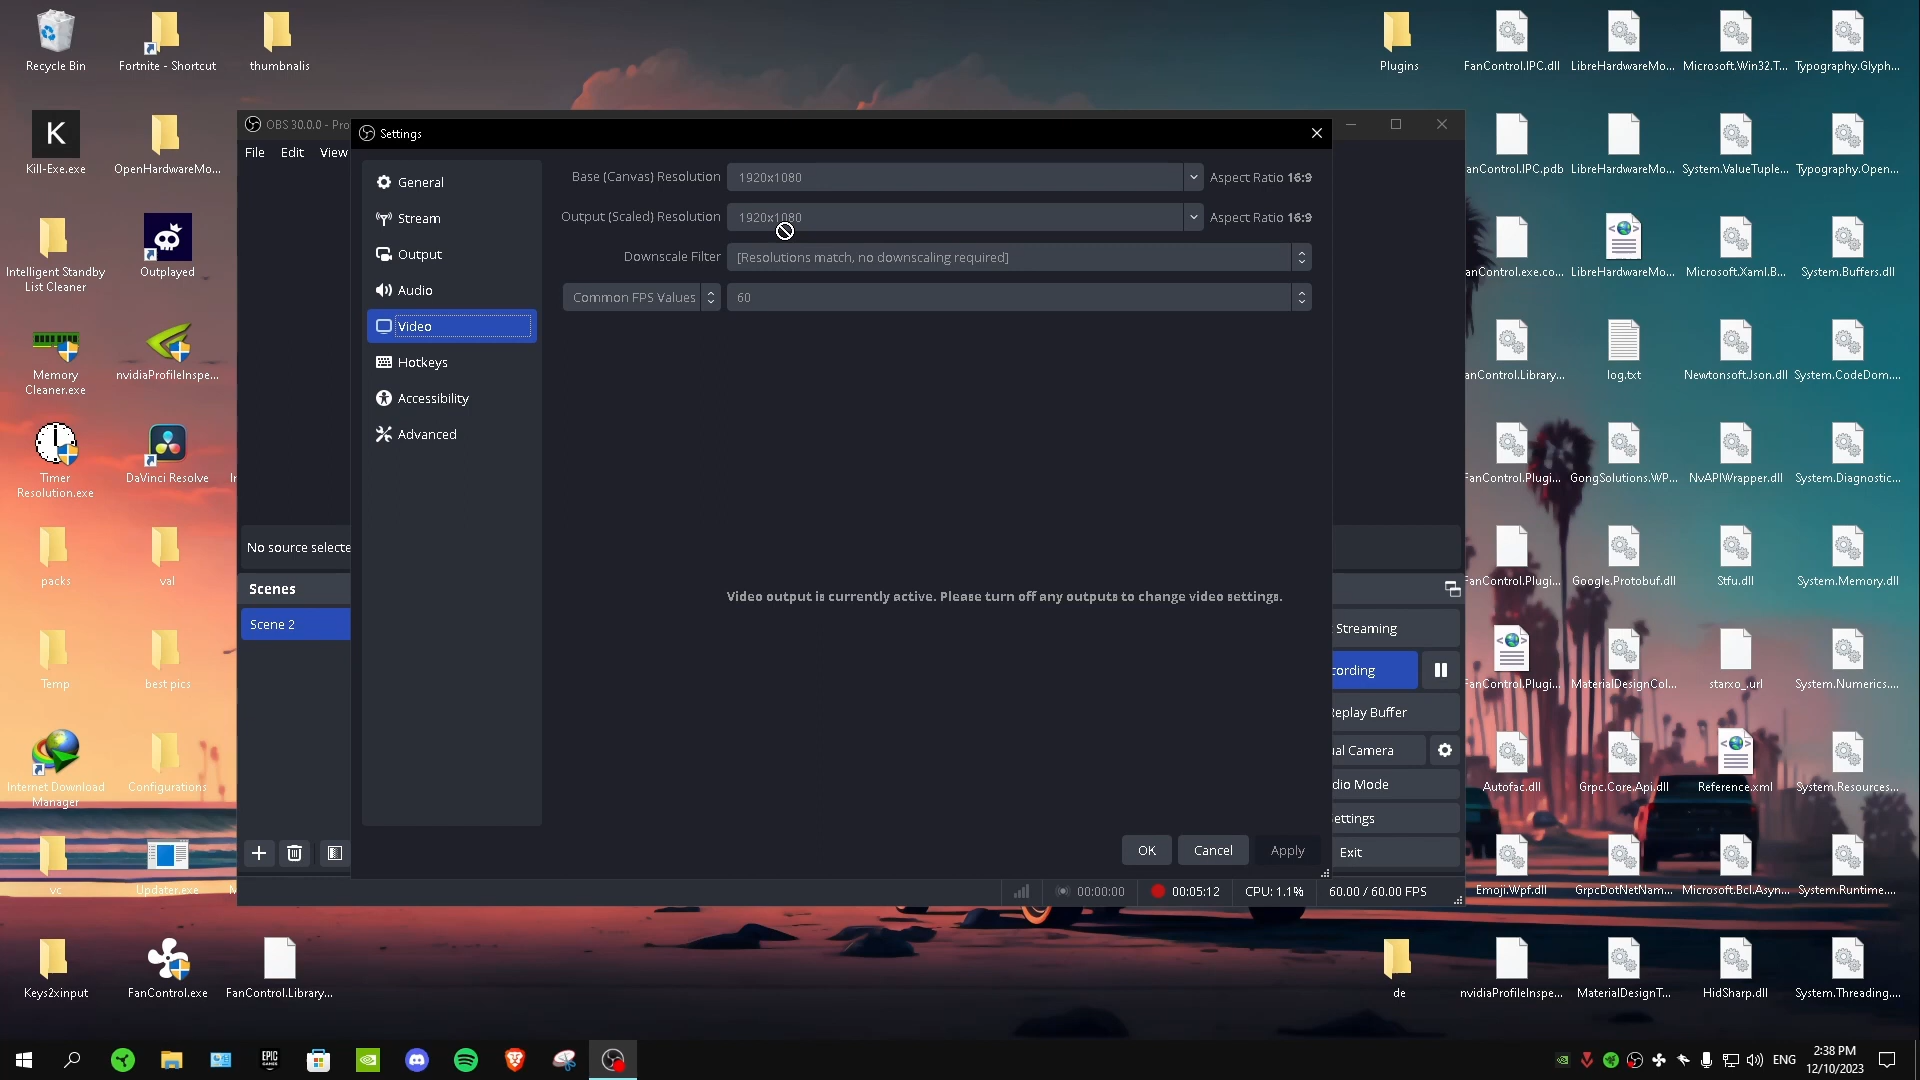 Recycle Bin
Fortnite - Shortcut
thumbnalis
Plugins
FanControl.IPC.dll
LibreHardwareMo...
Microsoft.Win32.T...
Typography.Glyph...
OBS 30.0.0 - Pro
Settings
File Edit View
Kill-Exe.exe
OpenHardwareMo...
anControl.IPC.pdb
LibreHardwareMo...
System.ValueTuple...
Typography.Open...
General
Stream
Output
Audio
Video
Hotkeys
Accessibility
Advanced
Base (Canvas) Resolution
1920x1080
Aspect Ratio 16:9
Output (Scaled) Resolution
1920x1080
Aspect Ratio 16:9
Downscale Filter
[Resolutions match, no downscaling required]
Common FPS Values
60
Video output is currently active. Please turn off any outputs to change video settings.
OK
Cancel
Apply
Intelligent Standby
List Cleaner
Outplayed
anControl.exe.co...
LibreHardwareMo...
Microsoft.Xaml.B...
System.Buffers.dll
Memory
Cleaner.exe
nvidiaProfileInspe...
anControl.Library...
log.txt
Newtonsoft.Json.dll
System.CodeDom....
Timer
Resolution.exe
DaVinci Resolve
FanControl.Plugi...
GongSolutions.WP...
NvAPIWrapper.dll
System.Diagnostic...
No source selecte
Scenes
Scene 2
packs
val
FanControl.Plugi...
Google.Protobuf.dll
Stfu.dll
System.Memory.dll
Streaming
cording
Replay Buffer
ual Camera
dio Mode
ettings
Exit
Temp
best pics
FanControl.Plugi...
MaterialDesignCol...
starxo_.url
System.Numerics....
Internet Download
Manager
Configurations
Autofac.dll
Grpc.Core.Api.dll
Reference.xml
System.Resources...
vc
Updater.exe
00:00:00
00:05:12
CPU: 1.1%
60.00 / 60.00 FPS
Emoji.Wpf.dll
GrpcDotNetNam...
Microsoft.Bcl.Asyn...
System.Runtime....
Keys2xinput
FanControl.exe
FanControl.Library...
de
nvidiaProfileInspe...
MaterialDesignT...
HidSharp.dll
System.Threading....
K
EPIC
GAMES
ENG
2:38 PM
12/10/2023